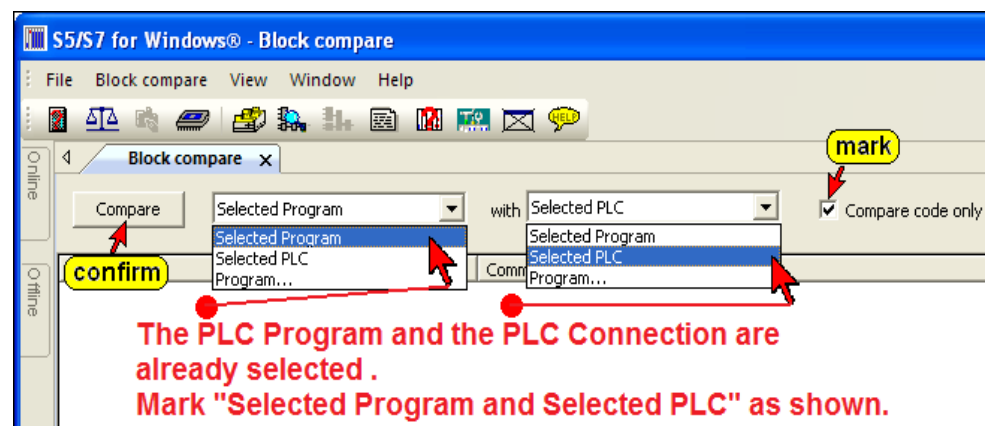 S5/S7 for Windows® - Block compare
File Block compare View Window Help
HELP
Block compare x
mark
Online
Compare
Selected Program
with
Selected PLC
Compare code only
Selected Program
Selected PLC
Program...
Selected Program
Selected PLC
Program...
confirm
Offline
The PLC Program and the PLC Connection are
already selected .
Mark "Selected Program and Selected PLC" as shown.